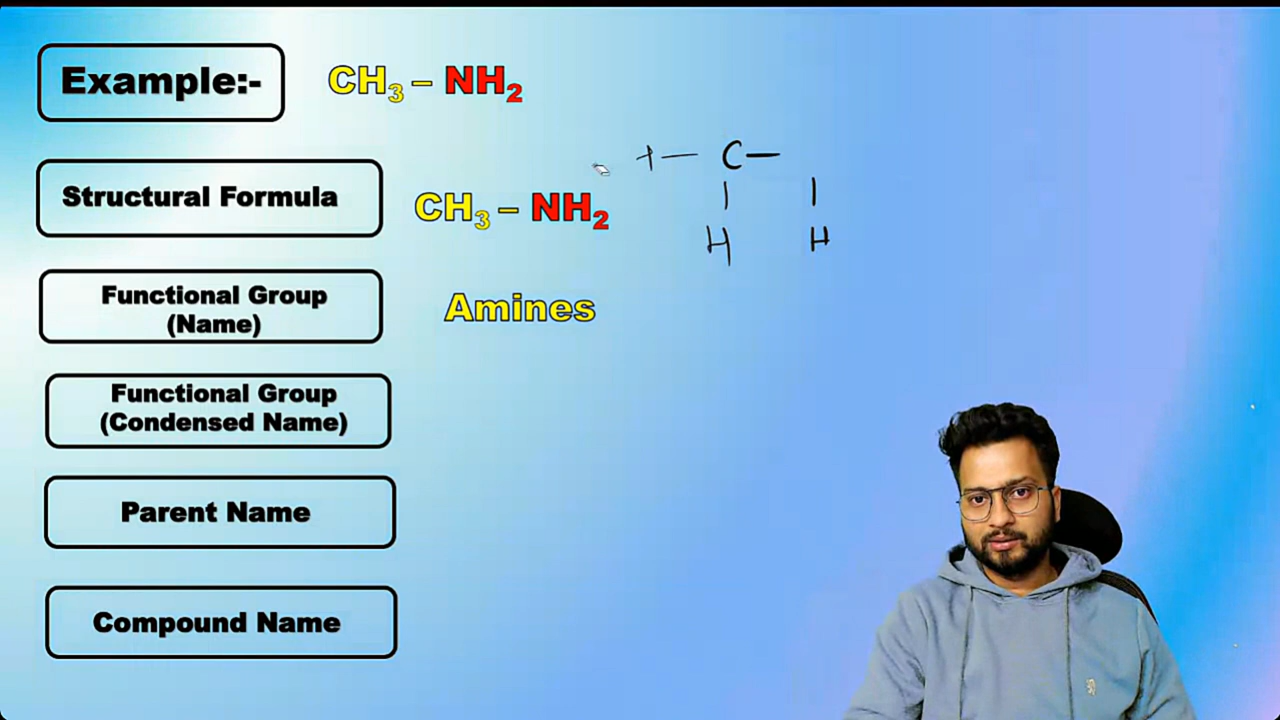 Example:-
CH₃ – NH₂
+ — C —
Structural Formula
CH₃ – NH₂
H H
Functional Group
(Name)
Amines
Functional Group
(Condensed Name)
Parent Name
Compound Name